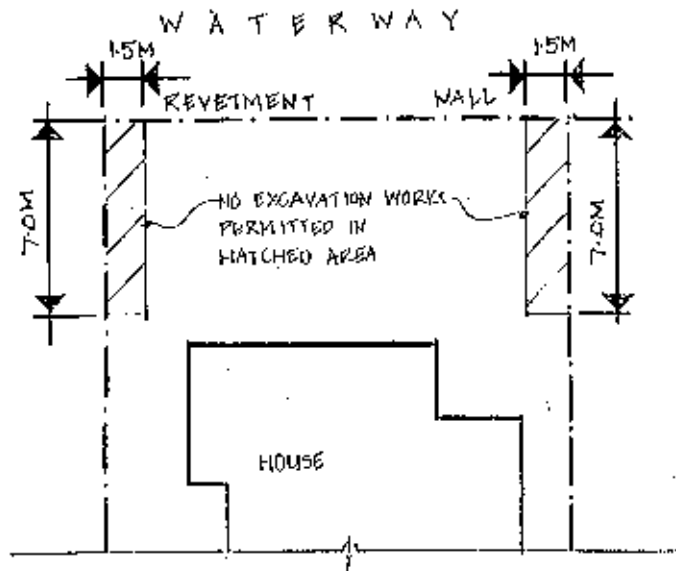 WATERWAY
1.5M
1.5M
REVETMENT WALL
7.0M
NO EXCAVATION WORKS
PERMITTED IN
HATCHED AREA
7.0M
HOUSE